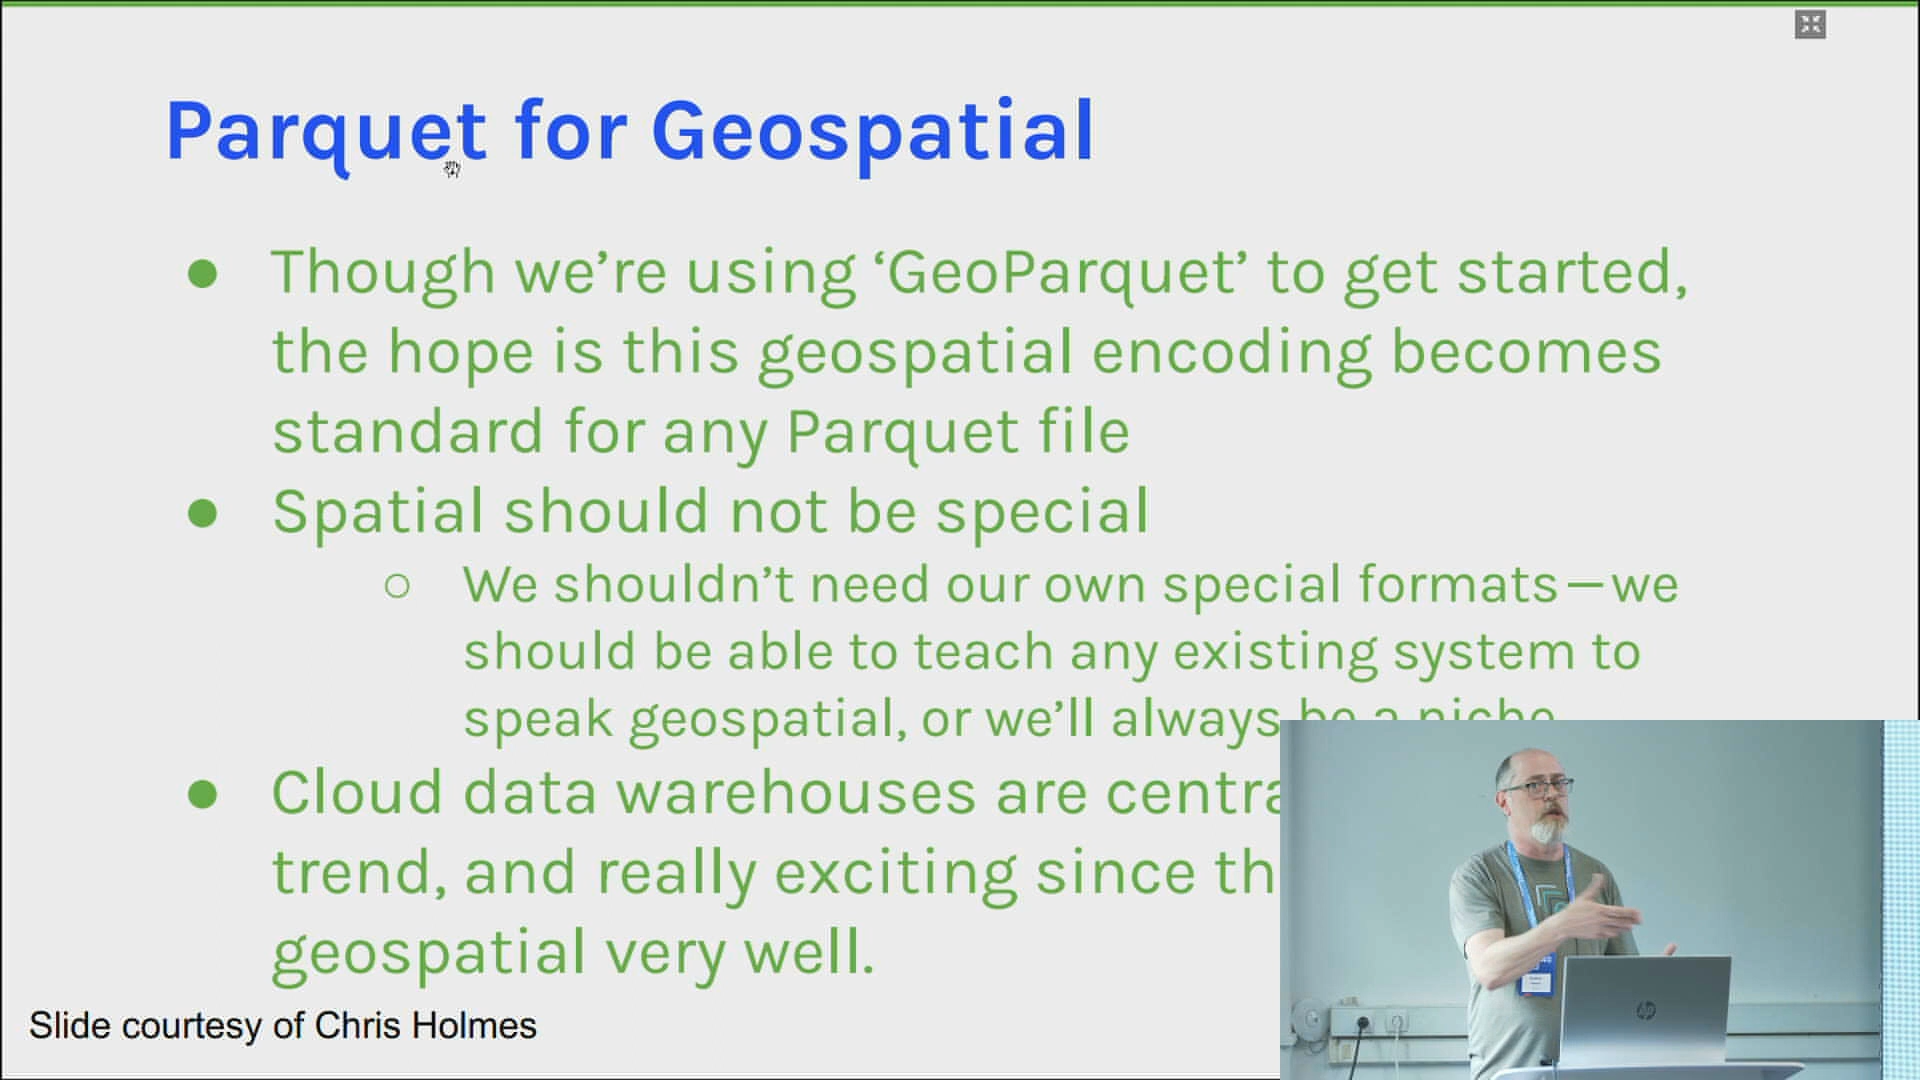 Parquet for Geospatial
● Though we’re using ‘GeoParquet’ to get started,
the hope is this geospatial encoding becomes
standard for any Parquet file
● Spatial should not be special
○ We shouldn’t need our own special formats—we
should be able to teach any existing system to
speak geospatial, or we’ll always be a niche
● Cloud data warehouses are
trend, and really exciting since
geospatial very well.
Slide courtesy of Chris Holmes
hp